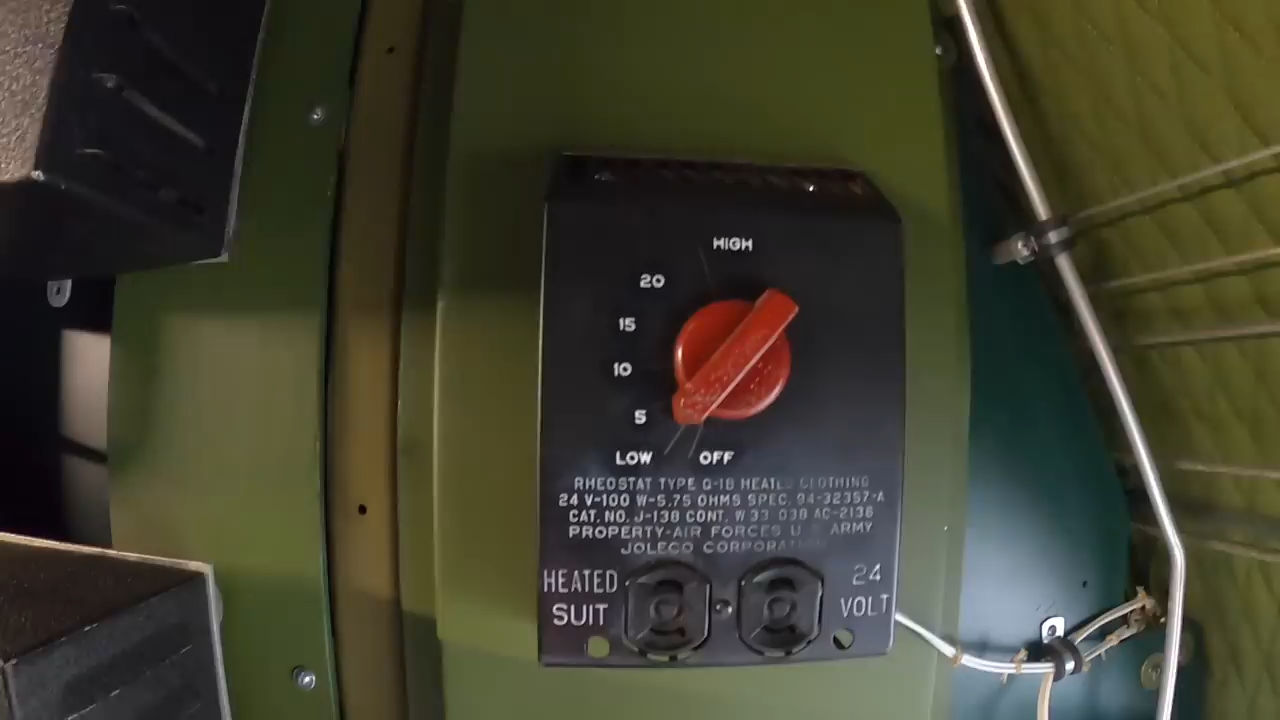 HIGH
20
15
10
5
LOW OFF
RHEOSTAT TYPE Q-1B HEATED CLOTHING
24 V-100 W-5.75 OHMS SPEC. 94-32357-A
CAT. NO. J-138 CONT. W 33 038 AC-2136
PROPERTY-AIR FORCES U.S. ARMY
JOLECO CORPORATION
HEATED SUIT
24 VOLT